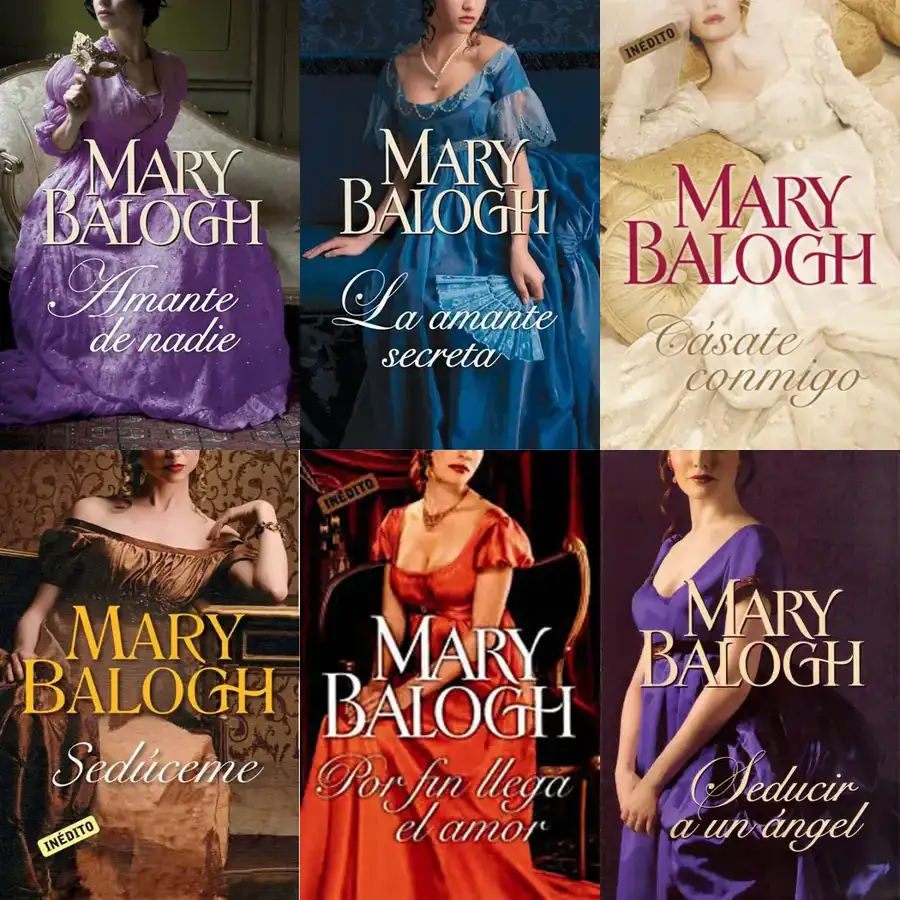 MARY
BALOGH
Amante
de nadie
MARY
BALOGH
La amante
secreta
INÉDITO
MARY
BALOGH
Cásate
conmigo
MARY
BALOGH
Sedúceme
INÉDITO
INÉDITO
MARY
BALOGH
Por fin llega
el amor
MARY
BALOGH
Seducir
a un ángel